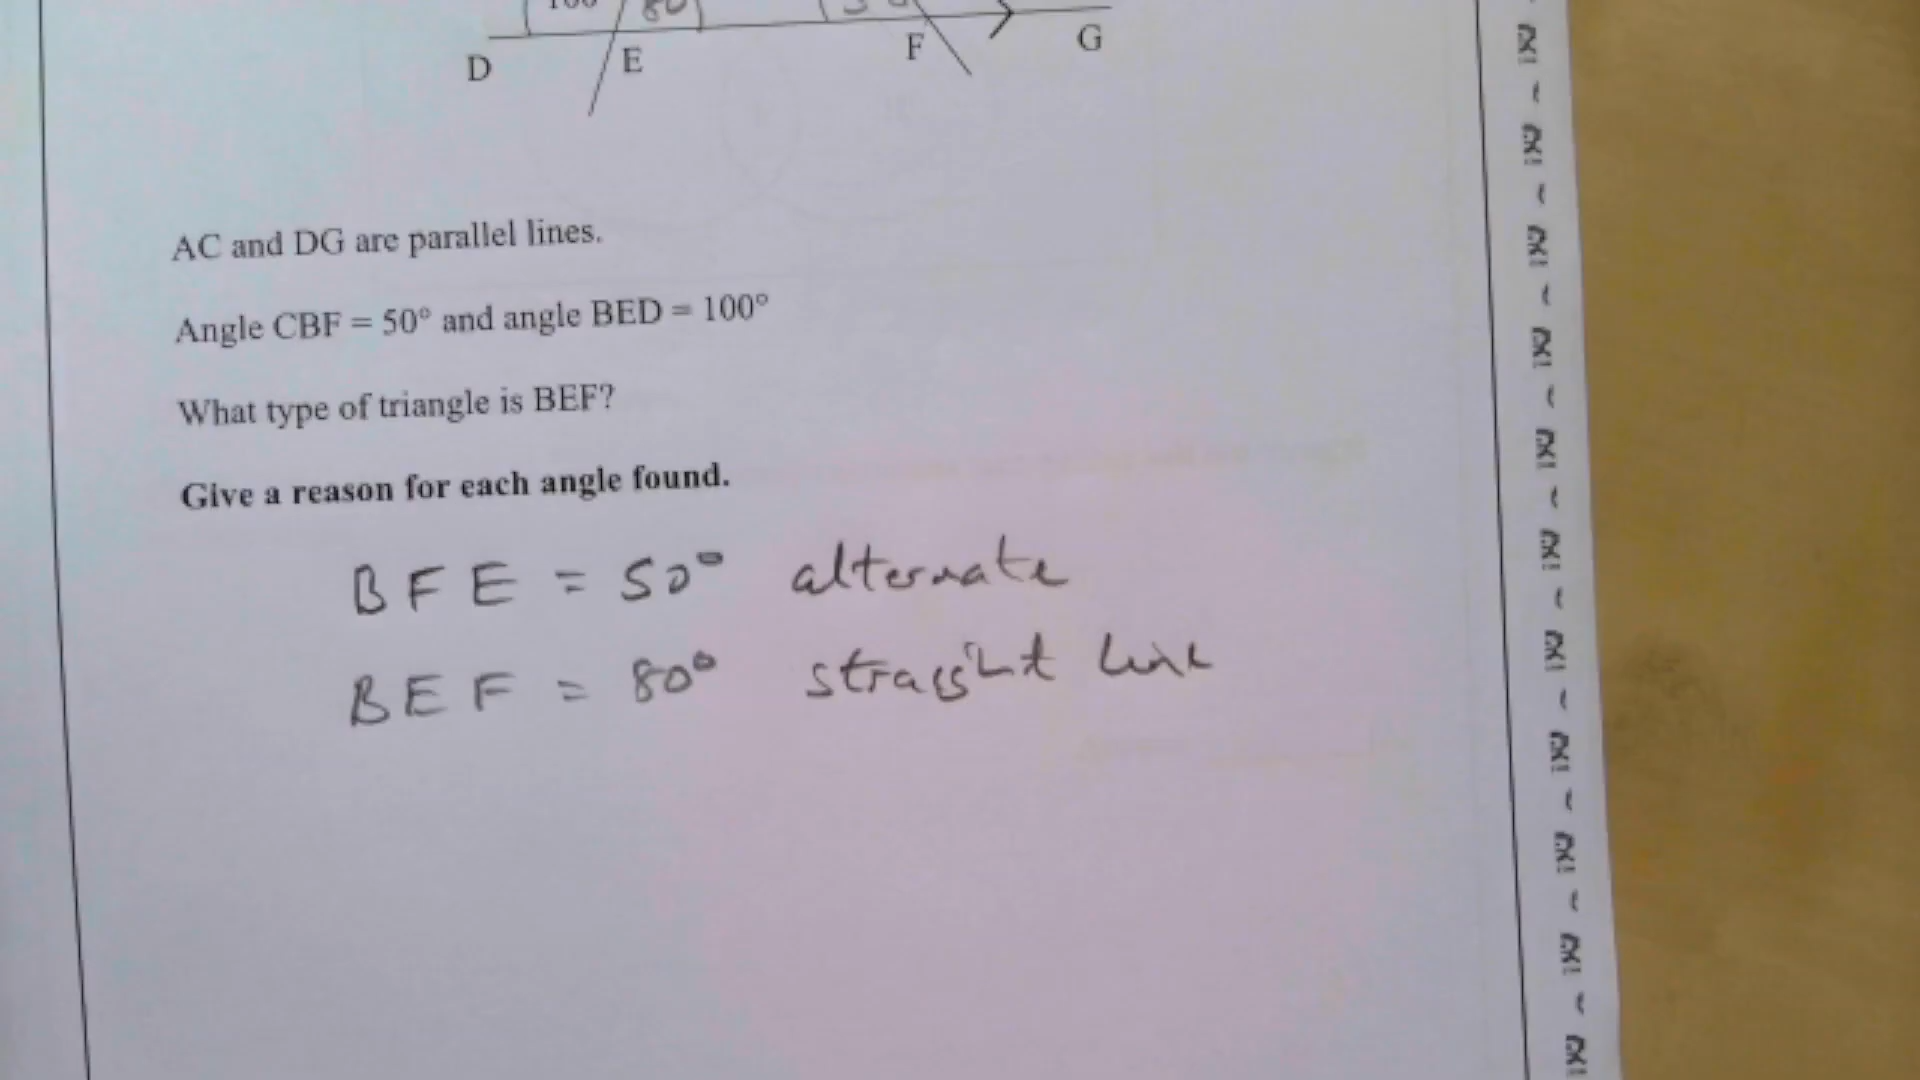 80
D
E
F
G
AC and DG are parallel lines.
Angle CBF = 50° and angle BED = 100°
What type of triangle is BEF?
Give a reason for each angle found.
BFE = 50° alternate
BEF = 80° straight line